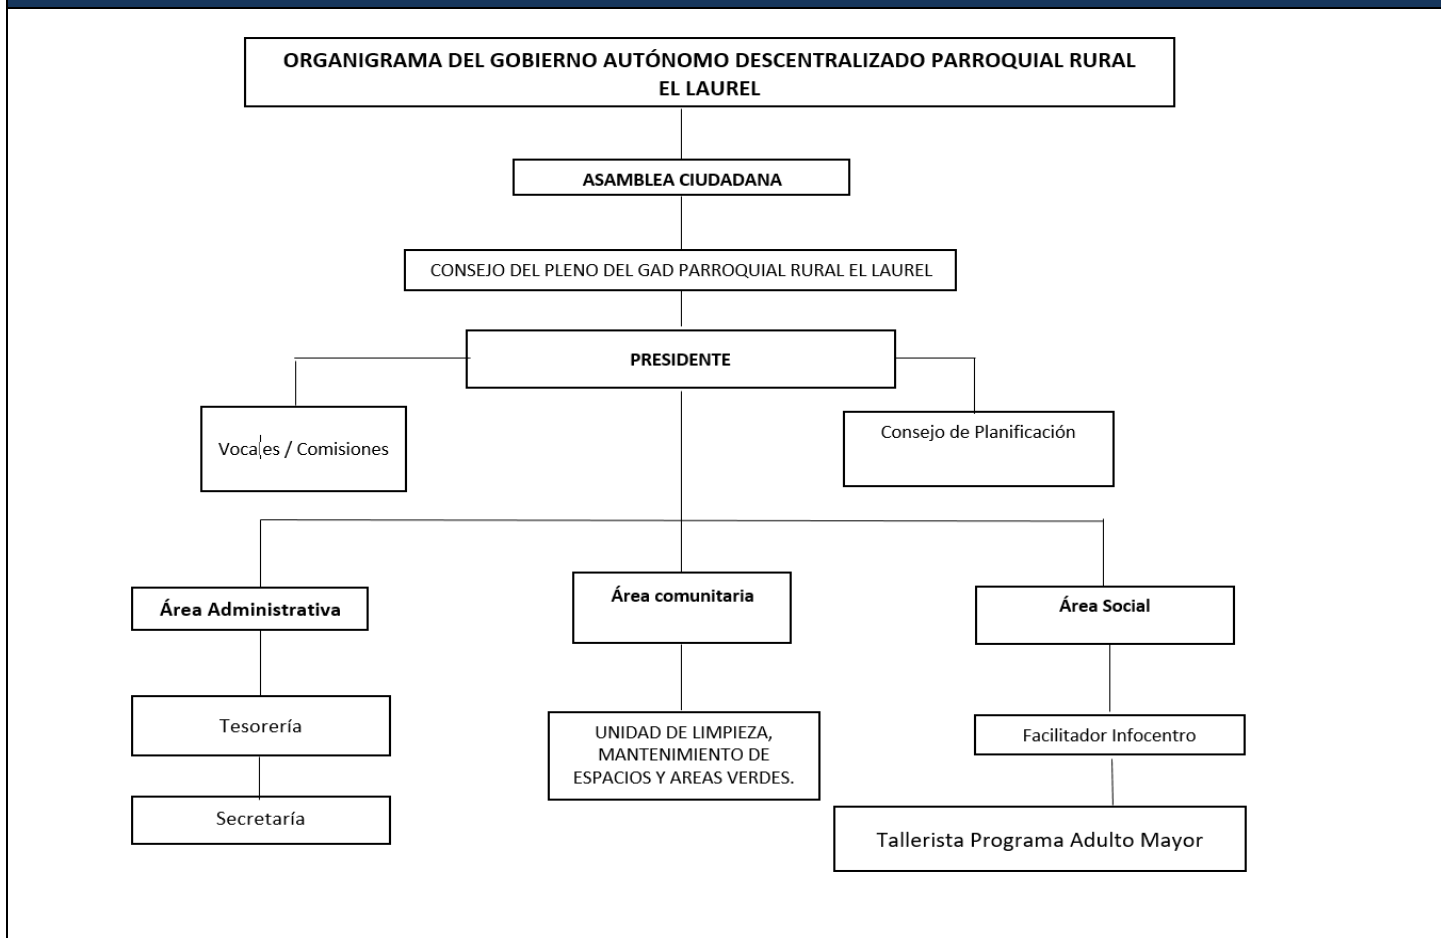 ORGANIGRAMA DEL GOBIERNO AUTÓNOMO DESCENTRALIZADO PARROQUIAL RURAL
EL LAUREL
ASAMBLEA CIUDADANA
CONSEJO DEL PLENO DEL GAD PARROQUIAL RURAL EL LAUREL
PRESIDENTE
Vocales / Comisiones
Consejo de Planificación
Área Administrativa
Área comunitaria
Área Social
Tesorería
UNIDAD DE LIMPIEZA,
MANTENIMIENTO DE
ESPACIOS Y AREAS VERDES.
Facilitador Infocentro
Secretaría
Tallerista Programa Adulto Mayor